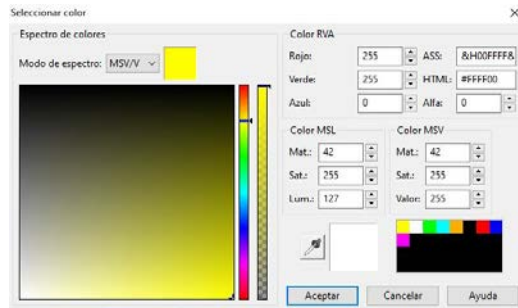 Seleccionar color
Espectro de colores
Modo de espectro: MSV/V
Color RVA
Rojo: 255 ASS: &H00FFFF&
Verde: 255 HTML: #FFFF00
Azul: 0 Alfa: 0
Color MSL
Mat.: 42
Sat.: 255
Lum.: 127
Color MSV
Mat.: 42
Sat.: 255
Valor: 255
Aceptar
Cancelar
Ayuda